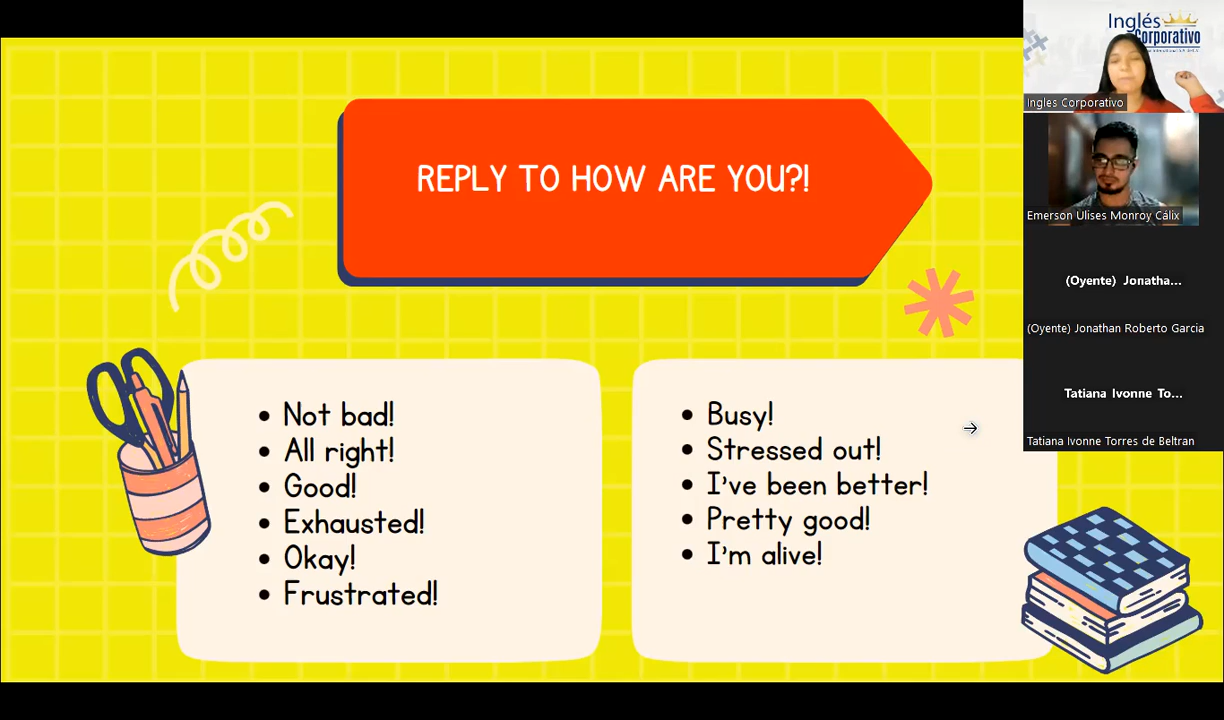 REPLY TO HOW ARE YOU?!
Not bad!
All right!
Good!
Exhausted!
Okay!
Frustrated!
Busy!
Stressed out!
I've been better!
Pretty good!
I'm alive!
Inglés
Corporativo
Ingles Corporativo
Emerson Ulises Monroy Cálix
(Oyente) Jonatha...
(Oyente) Jonathan Roberto Garcia
Tatiana Ivonne To...
Tatiana Ivonne Torres de Beltran